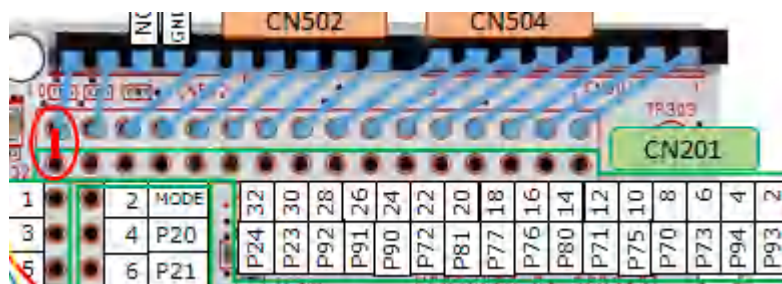 CN502
CN504
GND
TP303
CN201
1
2
MODE
3
4
P20
5
6
P21
32
30
28
26
24
22
20
18
16
14
12
10
8
6
4
2
P24
P23
P92
P91
P90
P72
P81
P77
P76
P80
P71
P75
P70
P73
P94
P93